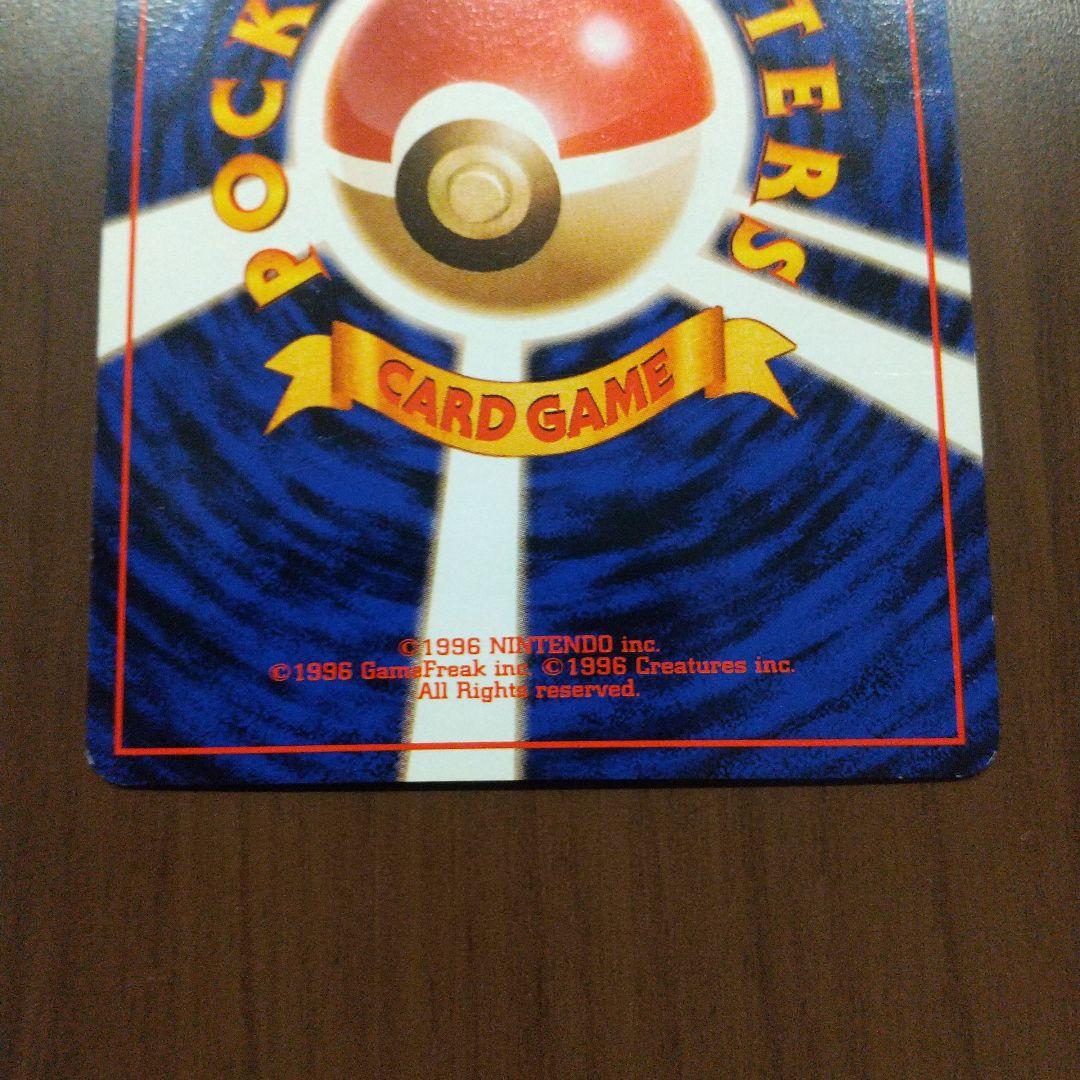 POCK
TERS
CARD GAME
©1996 NINTENDO inc.
©1996 GameFreak inc. ©1996 Creatures inc.
All Rights reserved.